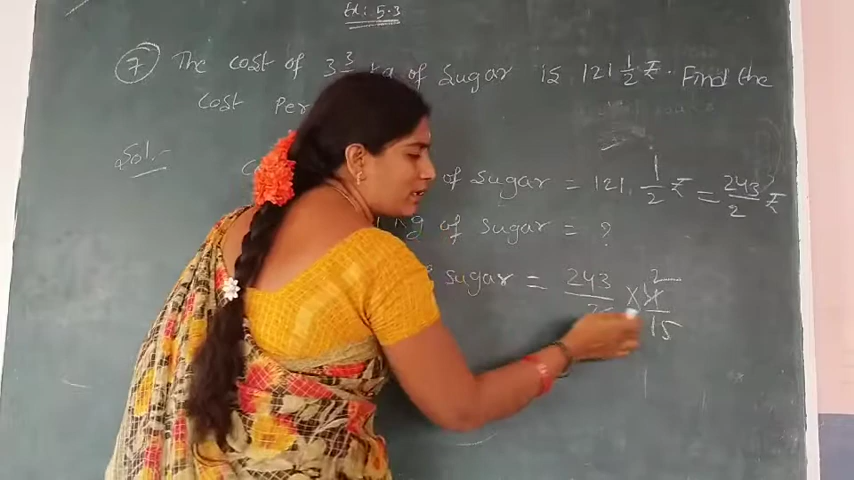 Ex: 5.3
7 The cost of 3 3 kg of sugar is 121 1/2 ₹. Find the
cost per
Sol:-
of sugar = 121 1/2 ₹ = 243/2 ₹
1 kg of sugar = ?
sugar = 243/ × 4 2/15